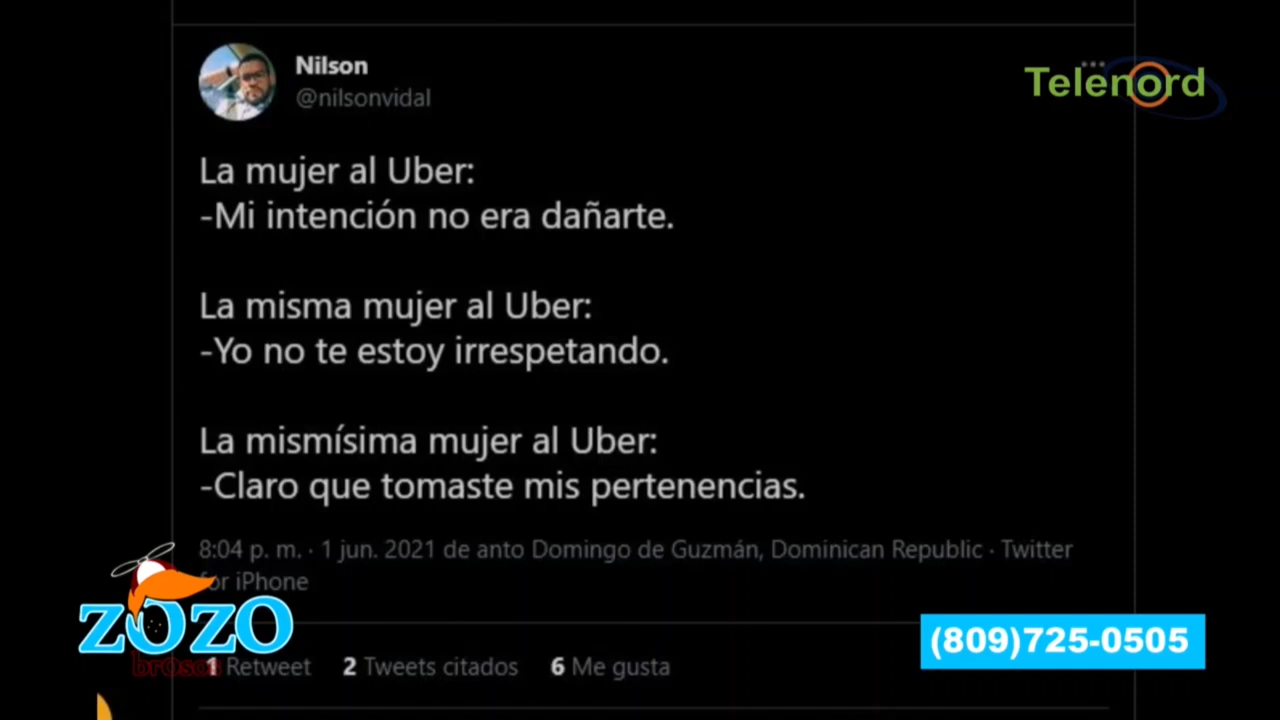 Nilson
@nilsonvidal
Telenord
La mujer al Uber:
-Mi intención no era dañarte.
La misma mujer al Uber:
-Yo no te estoy irrespetando.
La mismísima mujer al Uber:
-Claro que tomaste mis pertenencias.
8:04 p. m. · 1 jun. 2021 de anto Domingo de Guzmán, Dominican Republic · Twitter
for iPhone
ZOZO
brOsos
(809)725-0505
1 Retweet 2 Tweets citados 6 Me gusta